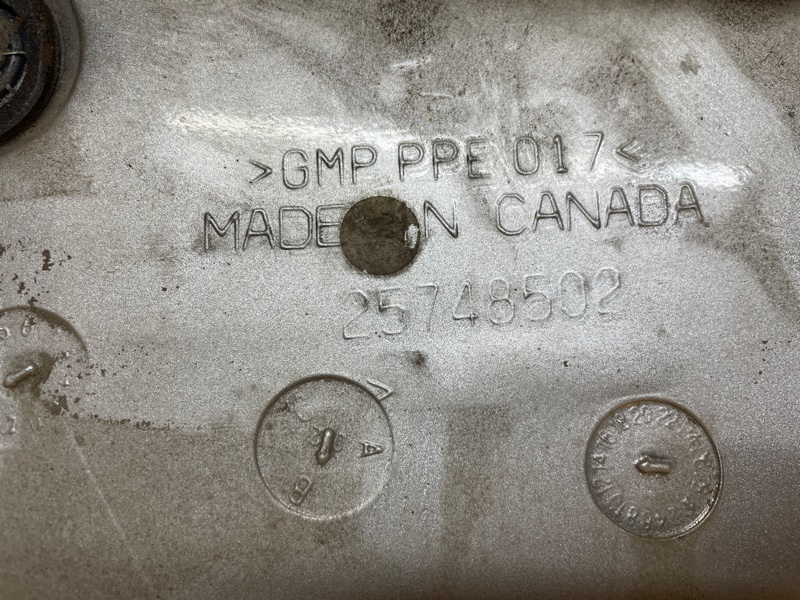 >GMP PPE 017<
MADE IN CANADA
25748502
A